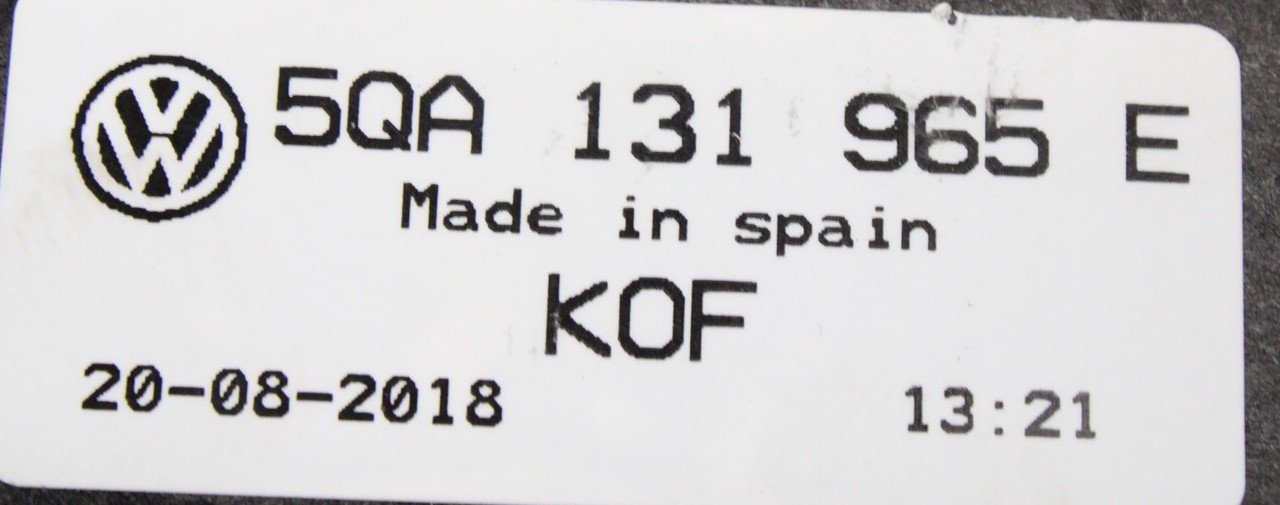 5QA 131 965 E
Made in spain
KOF
20-08-2018 13:21